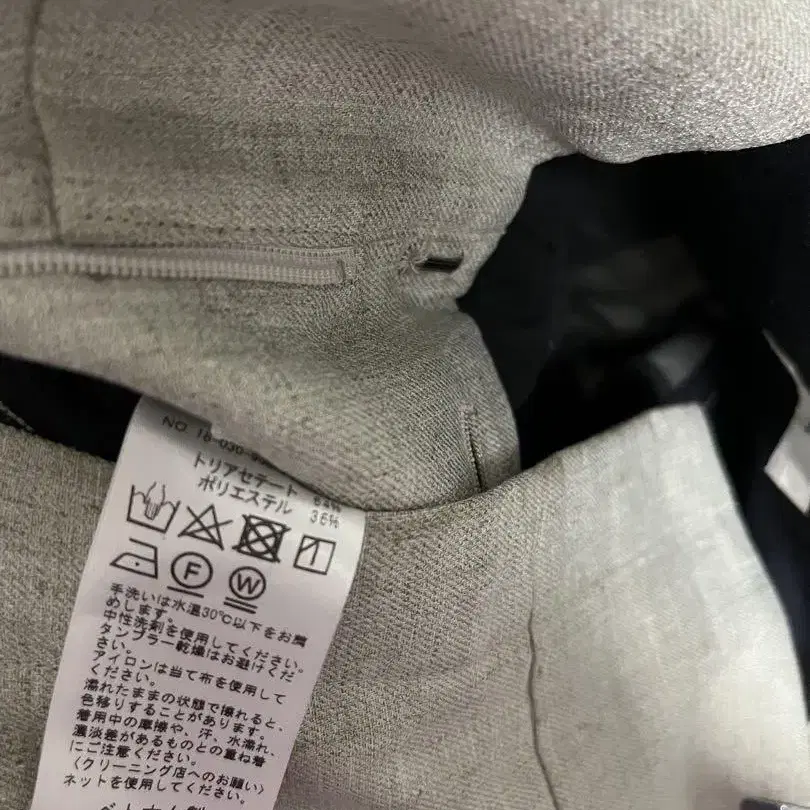 NO 16-030-
トリアセテート 64%
ポリエステル 36%
F W
手洗いは水温30℃以下をお薦
めします。
中性洗剤を使用してください。
タンブラー乾燥はお避けくだ
さい。
アイロンは当て布を使用して
ください。
濡れたままの状態で擦れると、
色移りすることがあります。
着用中の摩擦や、汗、水濡れ、
濃淡差があるものとの重ね着
にご注意ください。
〈クリーニング店へのお願い〉
ネットを使用してください。